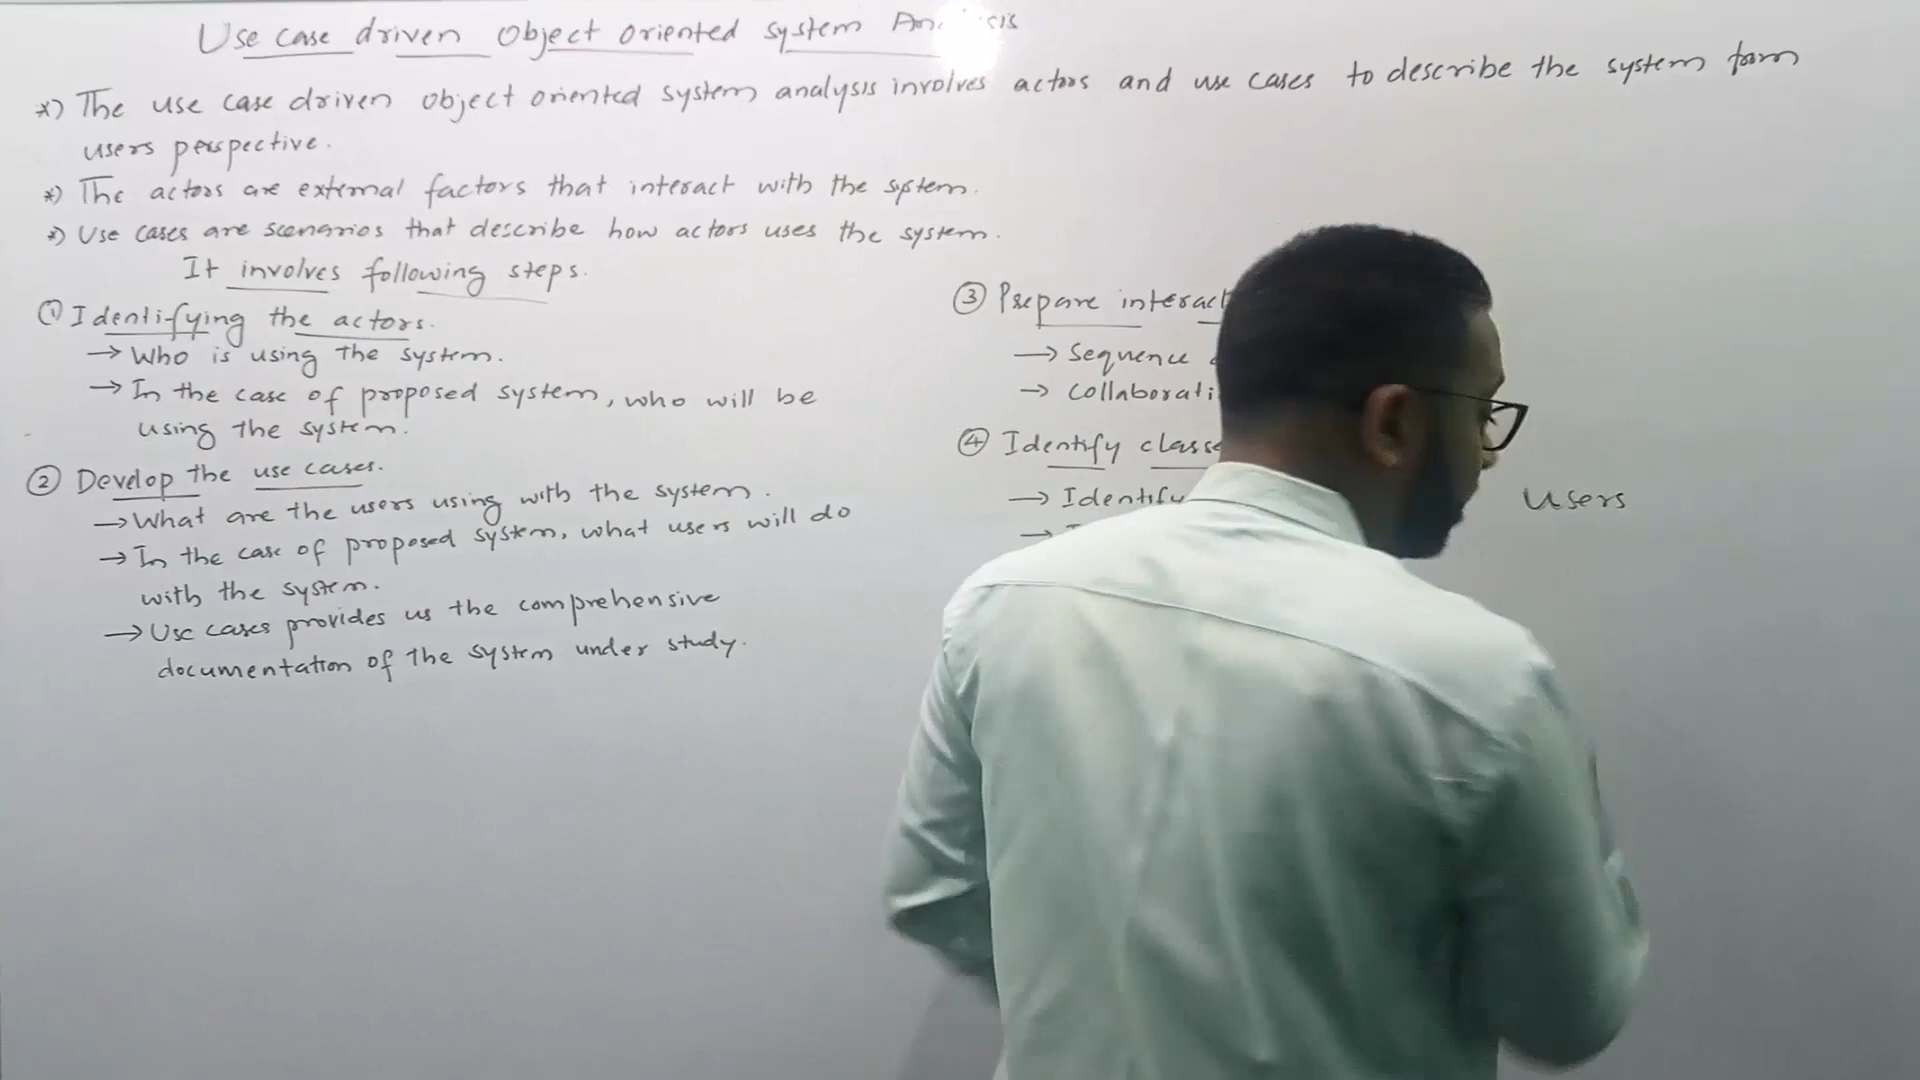 Use case driven object oriented system
*) The use case driven object oriented system analysis involves actors and use cases to describe the system form
users perspective.
*) The actors are external factors that interact with the system.
*) Use cases are scenarios that describe how actors uses the system.
It involves following steps.
① Identifying the actors.
→ Who is using the system.
→ In the case of proposed system, who will be
using the system.
② Develop the use cases.
→ What are the users using with the system.
→ In the case of proposed system, what users will do
with the system.
→ Use cases provides us the comprehensive
documentation of the system under study.
③ Prepare interact
→ Sequence
→ Collaborati
④ Identify classe
→ Identify
Users